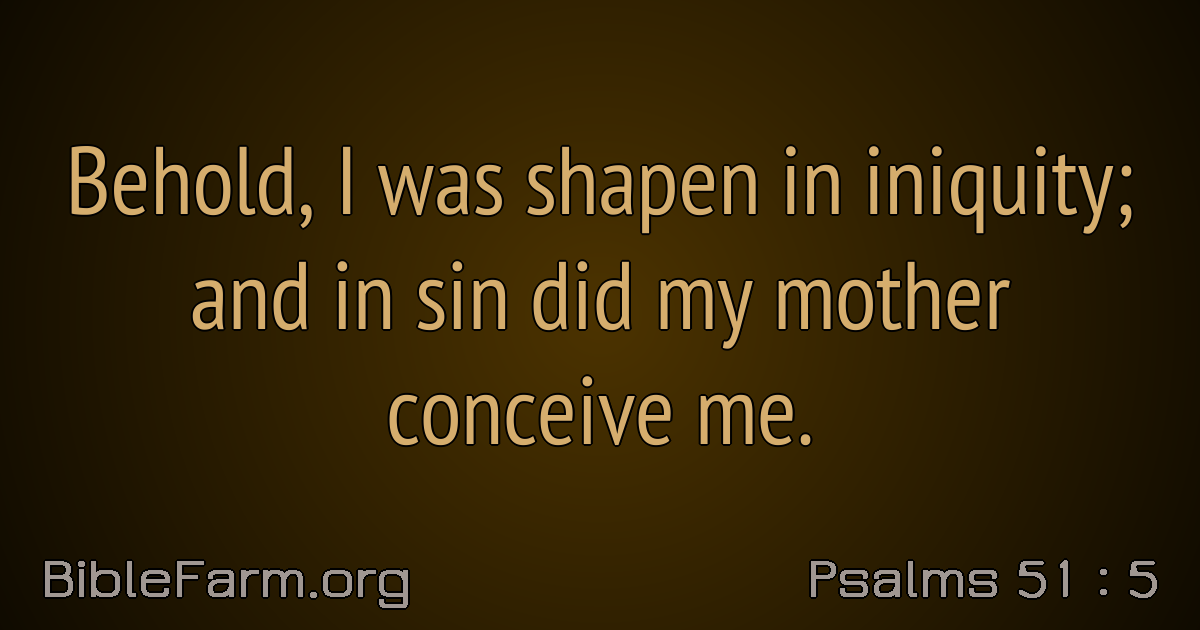 Behold, I was shapen in iniquity;
and in sin did my mother
conceive me.
BibleFarm.org
Psalms 51 : 5